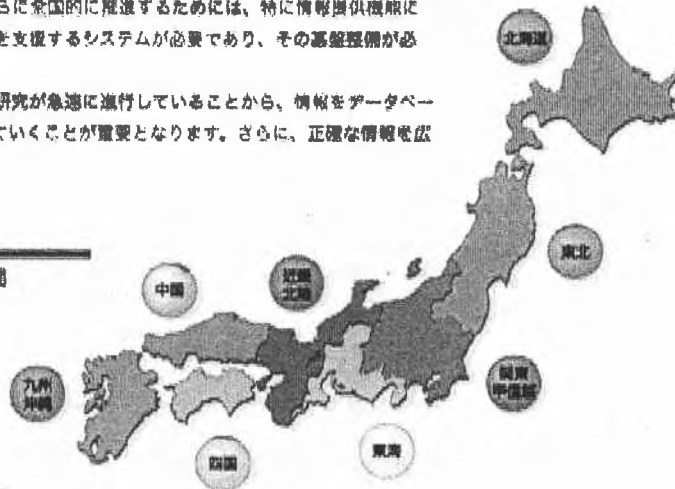 らに全国的に推進するためには、特に情報提供機能に
を支援するシステムが必要であり、その基盤整備が必
研究が急速に進行していることから、情報をデータベー
ていくことが重要となります。さらに、正確な情報を広
北海道
東北
中国
近畿
北陸
九州
沖縄
関東
甲信越
四国
東海